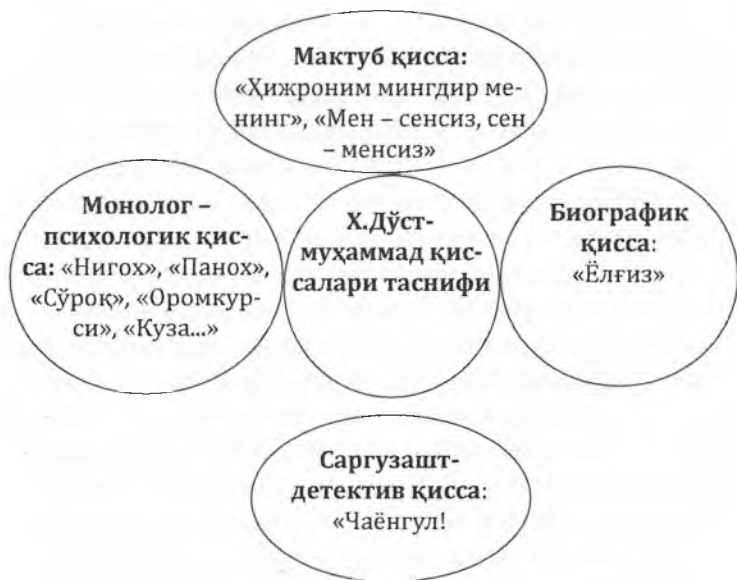 Мактуб қисса:
«Ҳижроним мингдир ме-
нинг», «Мен – сенсиз, сен
– менсиз»
Монолог –
психологик қис-
са: «Нигох», «Панох»,
«Сўроқ», «Оромкур-
си», «Куза...»
Х.Дўст-
муҳаммад қис-
салари таснифи
Биографик
қисса:
«Ёлғиз»
Саргузашт-
детектив қисса:
«Чаёнгул!